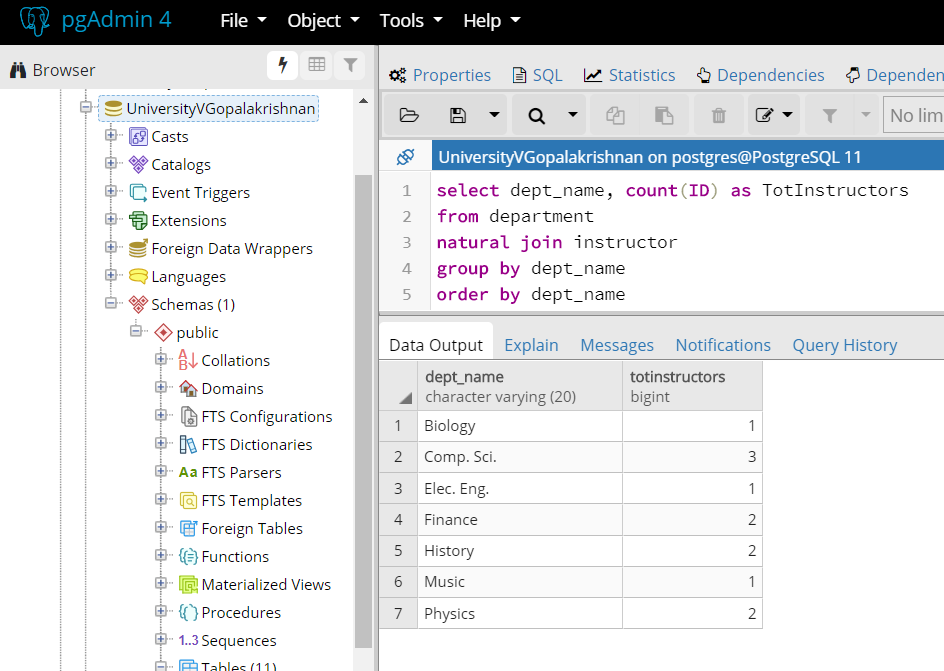 pgAdmin 4 File Object Tools Help
Browser
Properties SQL Statistics Dependencies Dependen
No lim
UniversityVGopalakrishnan
Casts
Catalogs
Event Triggers
Extensions
Foreign Data Wrappers
Languages
Schemas (1)
public
Collations
Domains
FTS Configurations
FTS Dictionaries
Aa FTS Parsers
FTS Templates
Foreign Tables
Functions
Materialized Views
Procedures
1..3 Sequences
Tables (11)
UniversityVGopalakrishnan on postgres@PostgreSQL 11
1 select dept_name, count(ID) as TotInstructors
2 from department
3 natural join instructor
4 group by dept_name
5 order by dept_name
Data Output Explain Messages Notifications Query History
dept_name totinstructors
character varying (20) bigint
1 Biology 1
2 Comp. Sci. 3
3 Elec. Eng. 1
4 Finance 2
5 History 2
6 Music 1
7 Physics 2